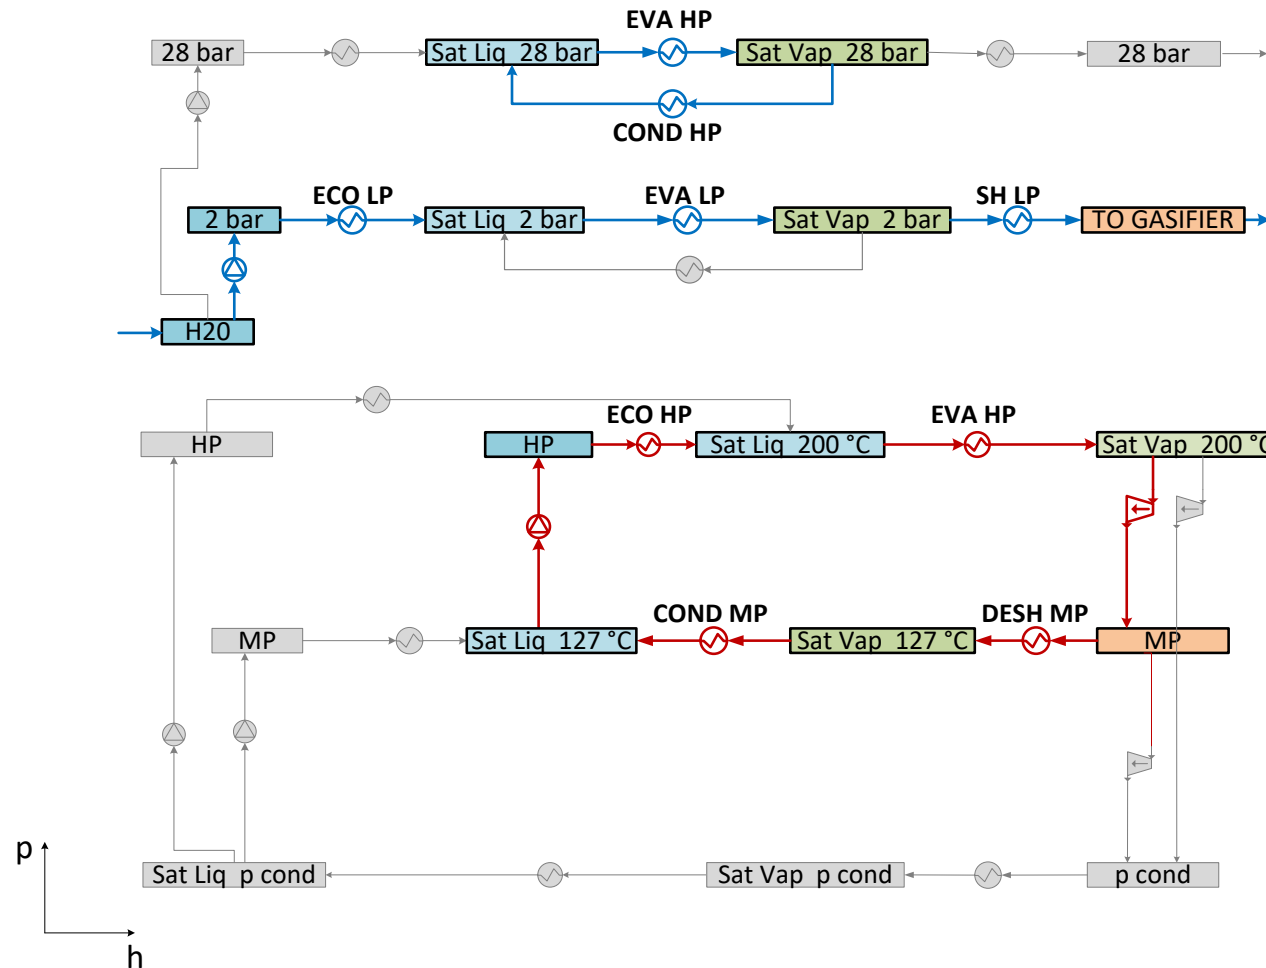 EVA HP
28 bar
Sat Liq 28 bar
Sat Vap 28 bar
28 bar
COND HP
ECO LP
EVA LP
SH LP
2 bar
Sat Liq 2 bar
Sat Vap 2 bar
TO GASIFIER
H20
ECO HP
EVA HP
HP
HP
Sat Liq 200 °C
Sat Vap 200 °C
COND MP
DESH MP
MP
Sat Liq 127 °C
Sat Vap 127 °C
MP
p
Sat Liq p cond
Sat Vap p cond
p cond
h